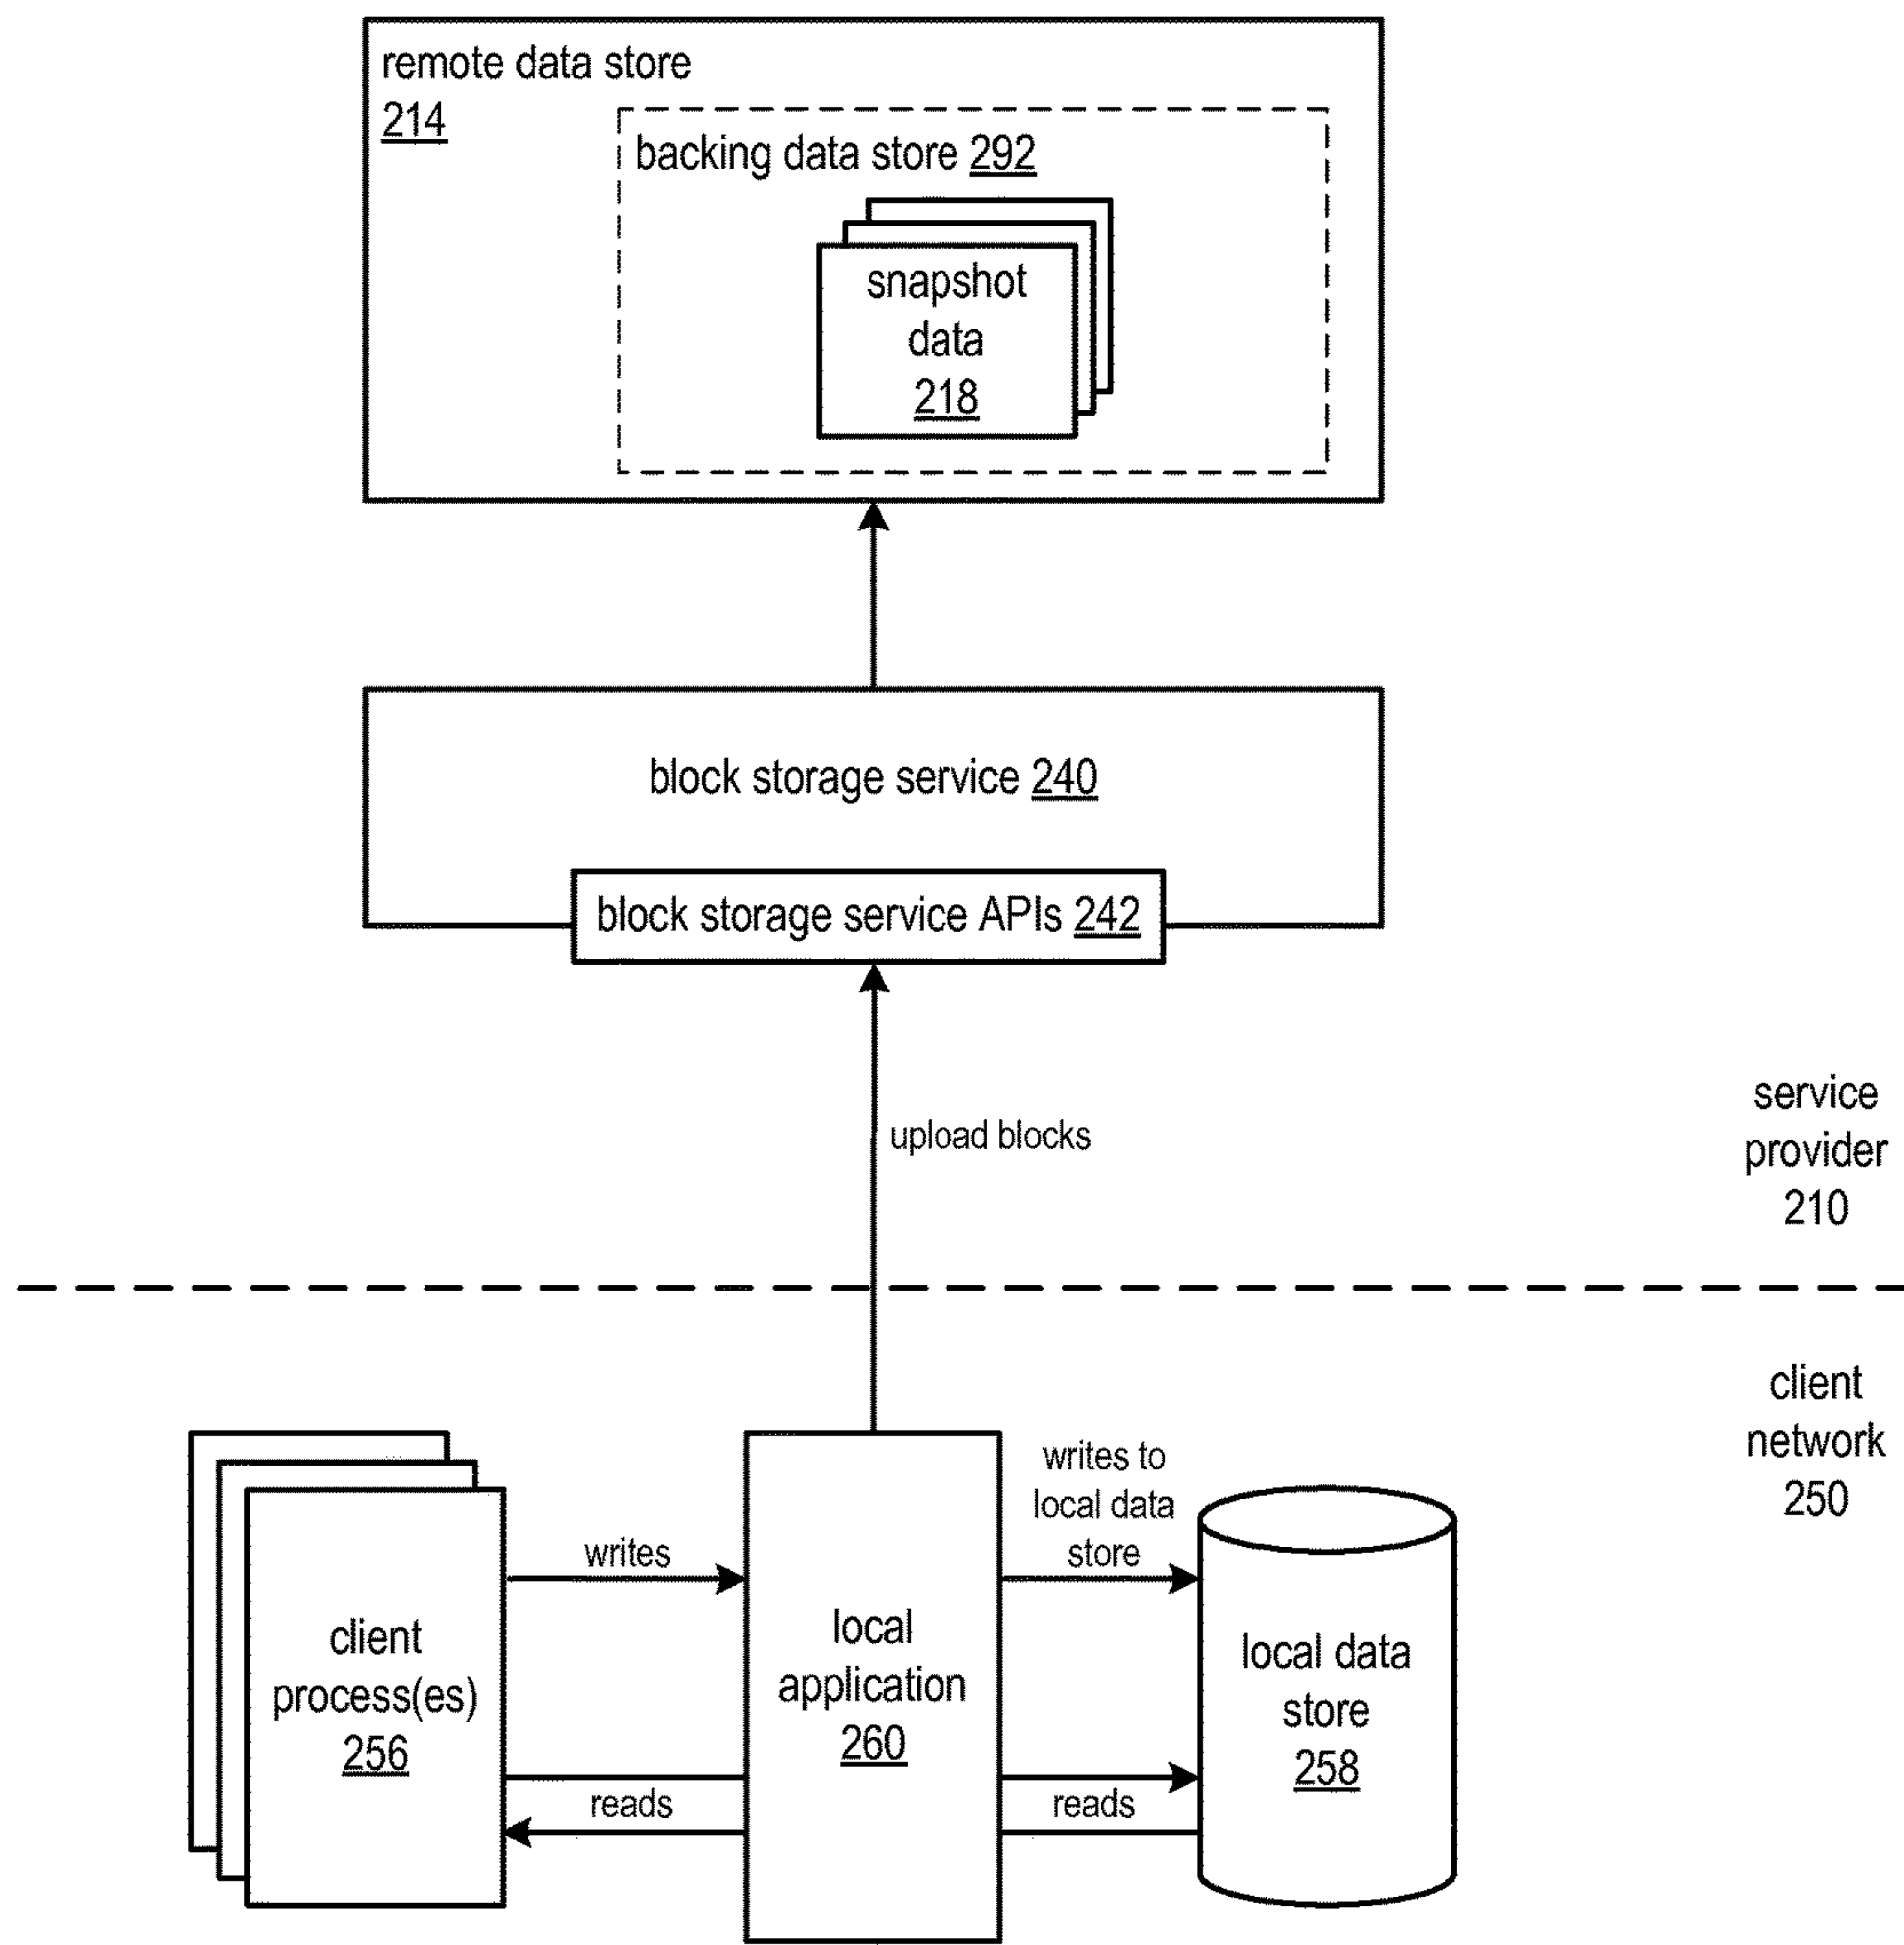 remote data store
214
backing data store 292
snapshot
data
218
block storage service 240
block storage service APIs 242
upload blocks
service
provider
210
client
network
250
writes to
local data
store
writes
client
process(es)
256
local
application
260
local data
store
258
reads
reads